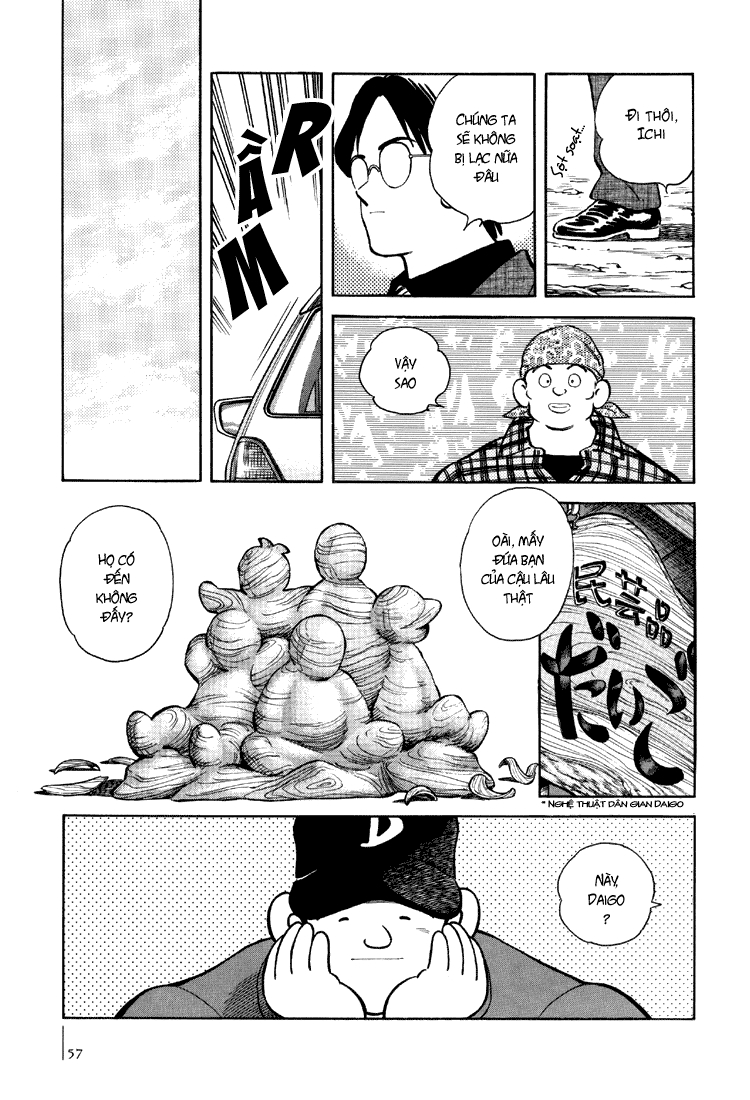 ĐI THÔI,
ICHI
Sột soạt...
CHÚNG TA
SẼ KHÔNG
BỊ LẠC NỮA
ĐÂU
RẦM
VẬY
SAO
民芸品
だいご
* NGHỆ THUẬT DÂN GIAN DAIGO
OÀI, MẤY
ĐỨA BẠN
CỦA CẬU LÂU
THẬT
HỌ CÓ
ĐẾN
KHÔNG
ĐẤY?
NÀY,
DAIGO
?
D
57